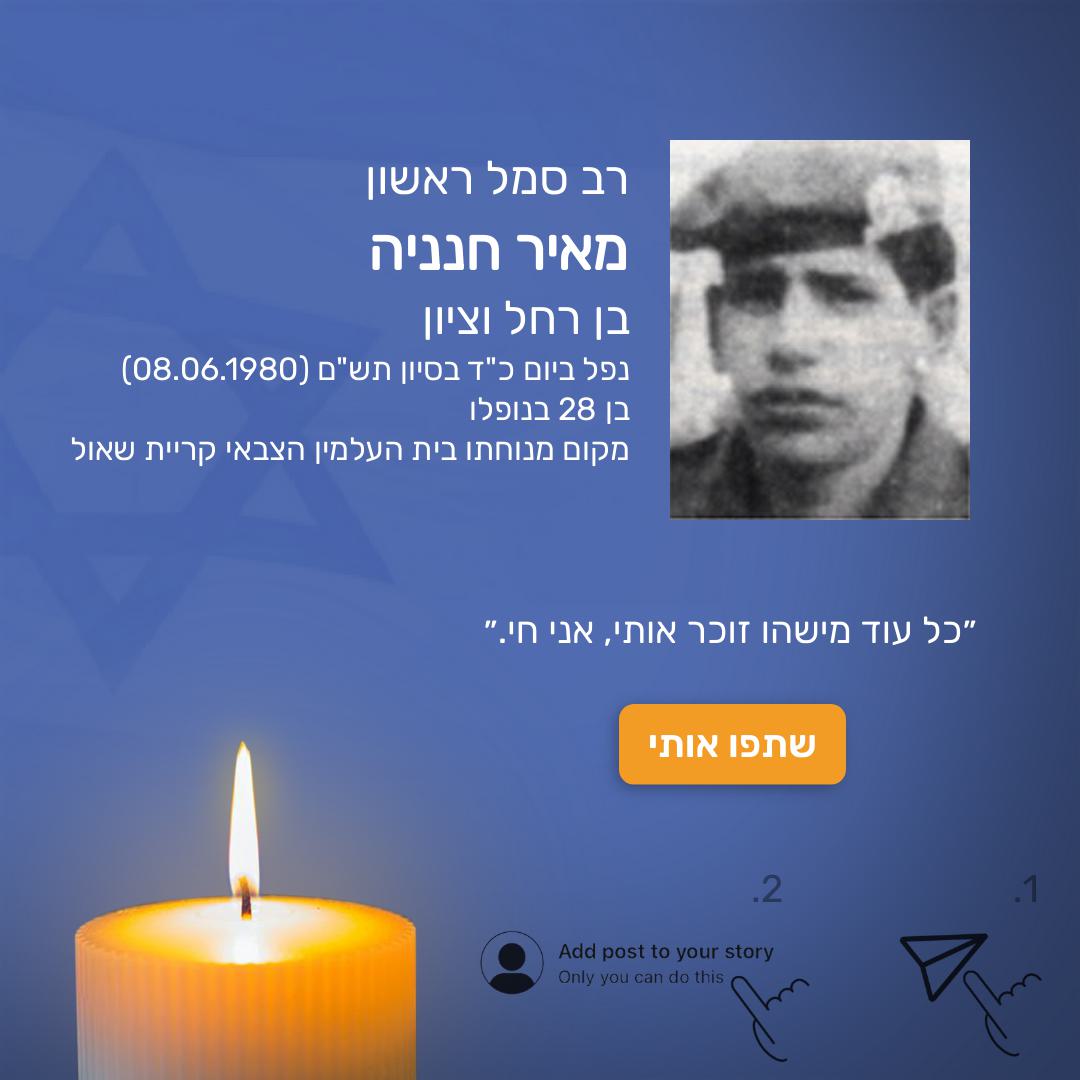 רב סמל ראשון
מאיר חנניה
בן רחל וציון
נפל ביום כ"ד בסיון תש"ם (08.06.1980)
בן 28 בנופלו
מקום מנוחתו בית העלמין הצבאי קריית שאול
״כל עוד מישהו זוכר אותי, אני חי.״
שתפו אותי
1.
2.
Add post to your story
Only you can do this